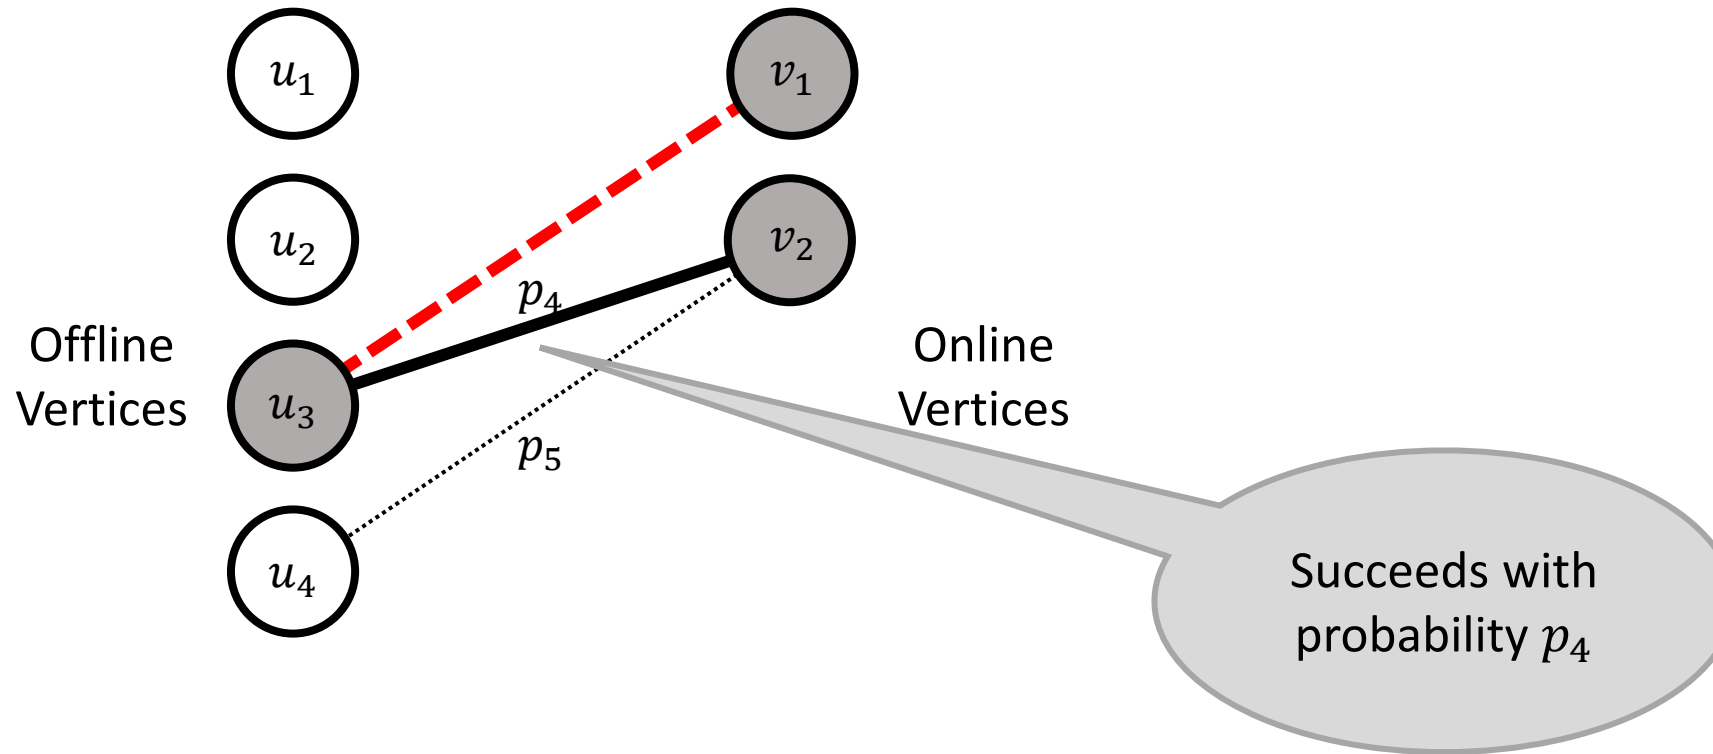 u₁
v₁
u₂
v₂
p₄
Offline
Vertices
Online
Vertices
u₃
p₅
u₄
Succeeds with
probability p₄